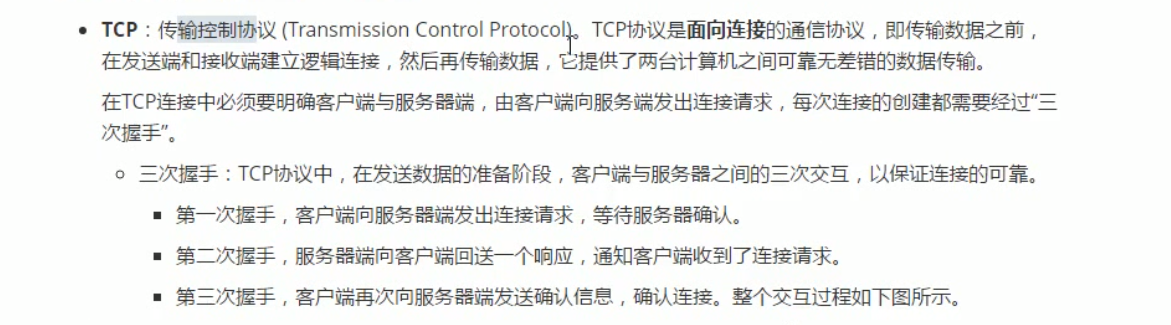 • TCP：传输控制协议 (Transmission Control Protocol)。TCP协议是面向连接的通信协议，即传输数据之前，
在发送端和接收端建立逻辑连接，然后再传输数据，它提供了两台计算机之间可靠无差错的数据传输。
在TCP连接中必须要明确客户端与服务器端，由客户端向服务端发出连接请求，每次连接的创建都需要经过“三
次握手”。
○ 三次握手：TCP协议中，在发送数据的准备阶段，客户端与服务器之间的三次交互，以保证连接的可靠。
▪ 第一次握手，客户端向服务器端发出连接请求，等待服务器确认。
▪ 第二次握手，服务器端向客户端回送一个响应，通知客户端收到了连接请求。
▪ 第三次握手，客户端再次向服务器端发送确认信息，确认连接。整个交互过程如下图所示。